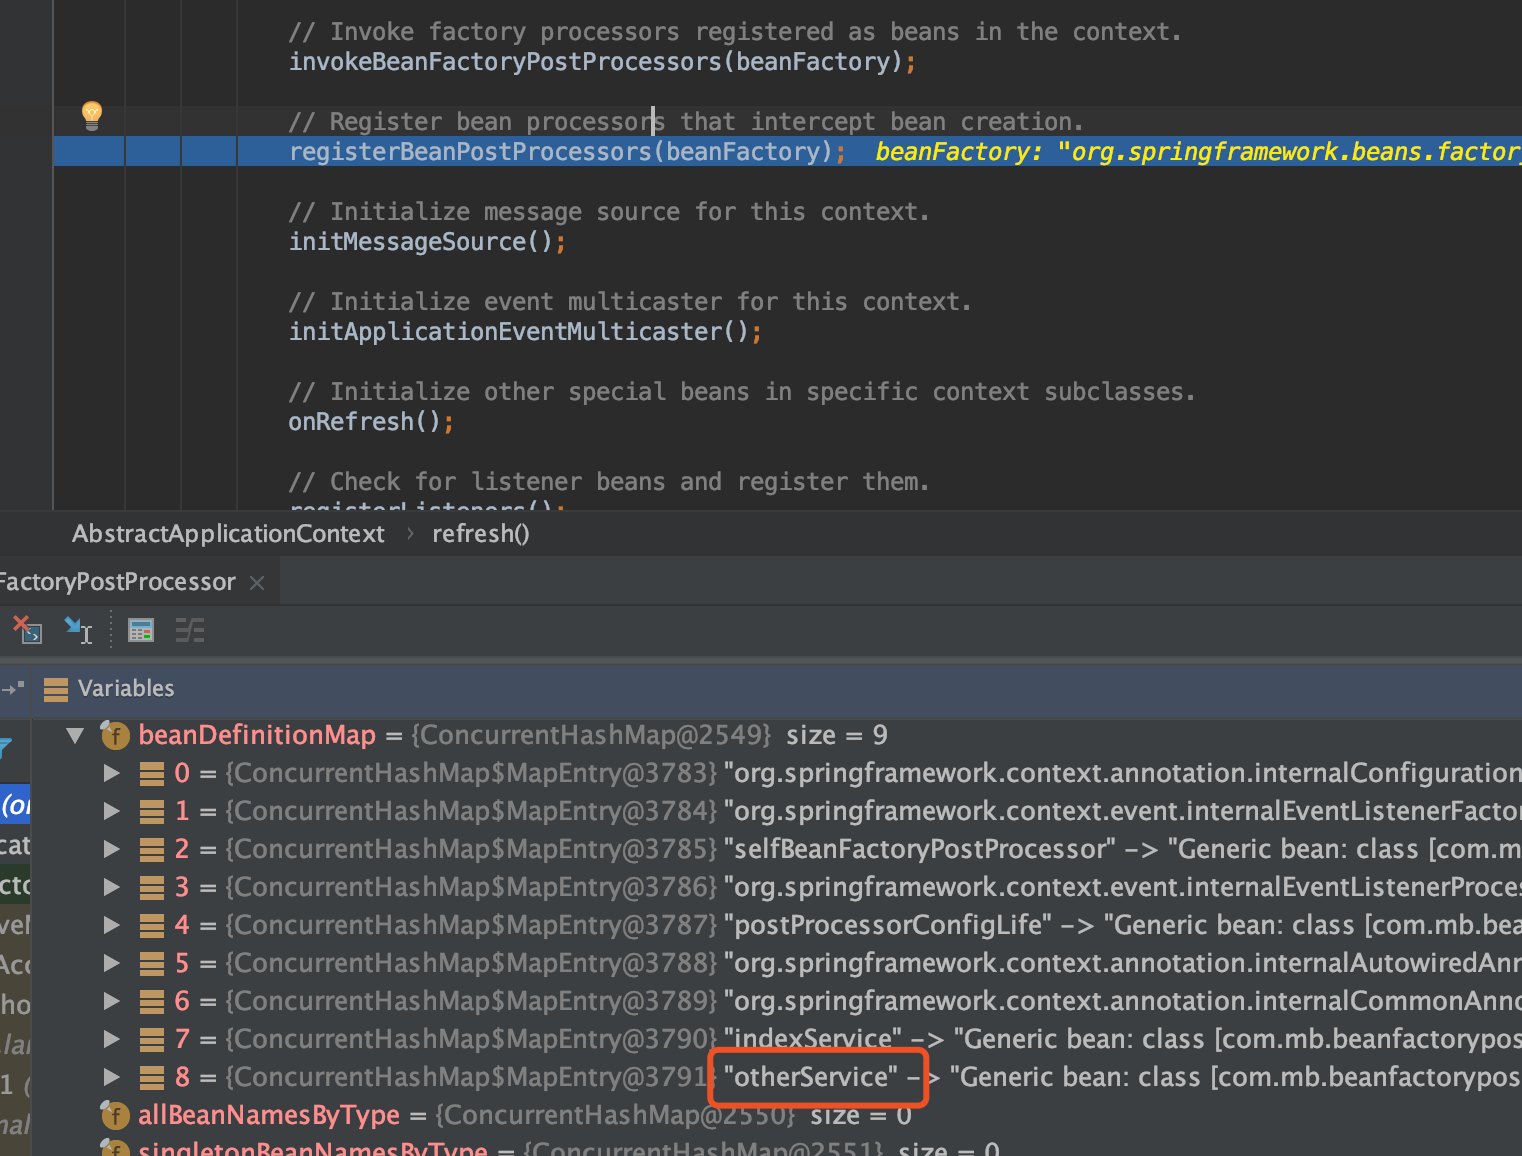 // Invoke factory processors registered as beans in the context.
invokeBeanFactoryPostProcessors(beanFactory);
// Register bean processors that intercept bean creation.
registerBeanPostProcessors(beanFactory); beanFactory: "org.springframework.beans.factory
// Initialize message source for this context.
initMessageSource();
// Initialize event multicaster for this context.
initApplicationEventMulticaster();
// Initialize other special beans in specific context subclasses.
onRefresh();
// Check for listener beans and register them.
registerListeners();
AbstractApplicationContext › refresh()
FactoryPostProcessor ×
Variables
beanDefinitionMap = {ConcurrentHashMap@2549} size = 9
0 = {ConcurrentHashMap$MapEntry@3783} "org.springframework.context.annotation.internalConfiguration
1 = {ConcurrentHashMap$MapEntry@3784} "org.springframework.context.event.internalEventListenerFactor
2 = {ConcurrentHashMap$MapEntry@3785} "selfBeanFactoryPostProcessor" -> "Generic bean: class [com.m
3 = {ConcurrentHashMap$MapEntry@3786} "org.springframework.context.event.internalEventListenerProces
4 = {ConcurrentHashMap$MapEntry@3787} "postProcessorConfigLife" -> "Generic bean: class [com.mb.bea
5 = {ConcurrentHashMap$MapEntry@3788} "org.springframework.context.annotation.internalAutowiredAnn
6 = {ConcurrentHashMap$MapEntry@3789} "org.springframework.context.annotation.internalCommonAnno
7 = {ConcurrentHashMap$MapEntry@3790} "indexService" -> "Generic bean: class [com.mb.beanfactorypos
8 = {ConcurrentHashMap$MapEntry@3791} "otherService" -> "Generic bean: class [com.mb.beanfactorypos
allBeanNamesByType = {ConcurrentHashMap@2550} size = 0
singletonBeanNamesByType = {ConcurrentHashMap@2551} size = 0